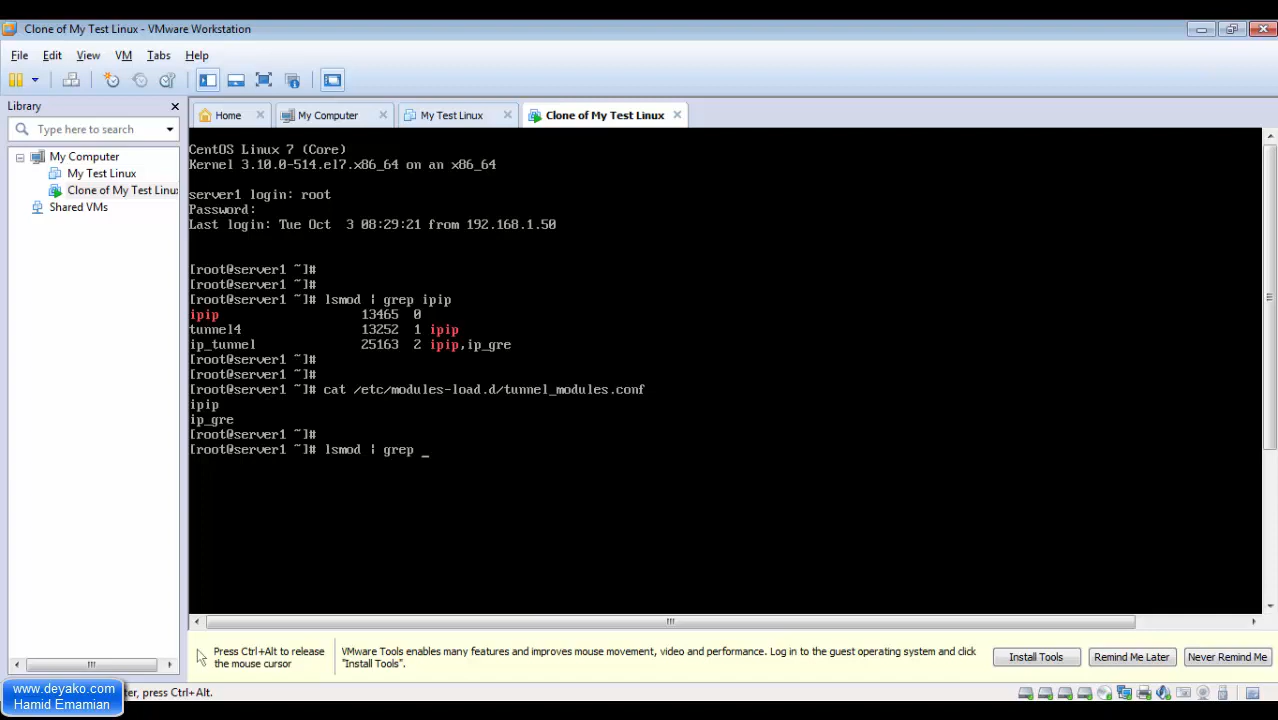 Clone of My Test Linux - VMware Workstation
File Edit View VM Tabs Help
Library
Type here to search
My Computer
My Test Linux
Clone of My Test Linux
Shared VMs
Home My Computer My Test Linux Clone of My Test Linux
CentOS Linux 7 (Core)
Kernel 3.10.0-514.el7.x86_64 on an x86_64
server1 login: root
Password:
Last login: Tue Oct  3 08:29:21 from 192.168.1.50
[root@server1 ~]#
[root@server1 ~]#
[root@server1 ~]# lsmod | grep ipip
ipip 13465 0
tunnel4 13252 1 ipip
ip_tunnel 25163 2 ipip,ip_gre
[root@server1 ~]#
[root@server1 ~]#
[root@server1 ~]# cat /etc/modules-load.d/tunnel_modules.conf
ipip
ip_gre
[root@server1 ~]#
[root@server1 ~]# lsmod | grep _
Press Ctrl+Alt to release
the mouse cursor
VMware Tools enables many features and improves mouse movement, video and performance. Log in to the guest operating system and click
"Install Tools".
Install Tools Remind Me Later Never Remind Me
er, press Ctrl+Alt.
www.deyako.com
Hamid Emamian